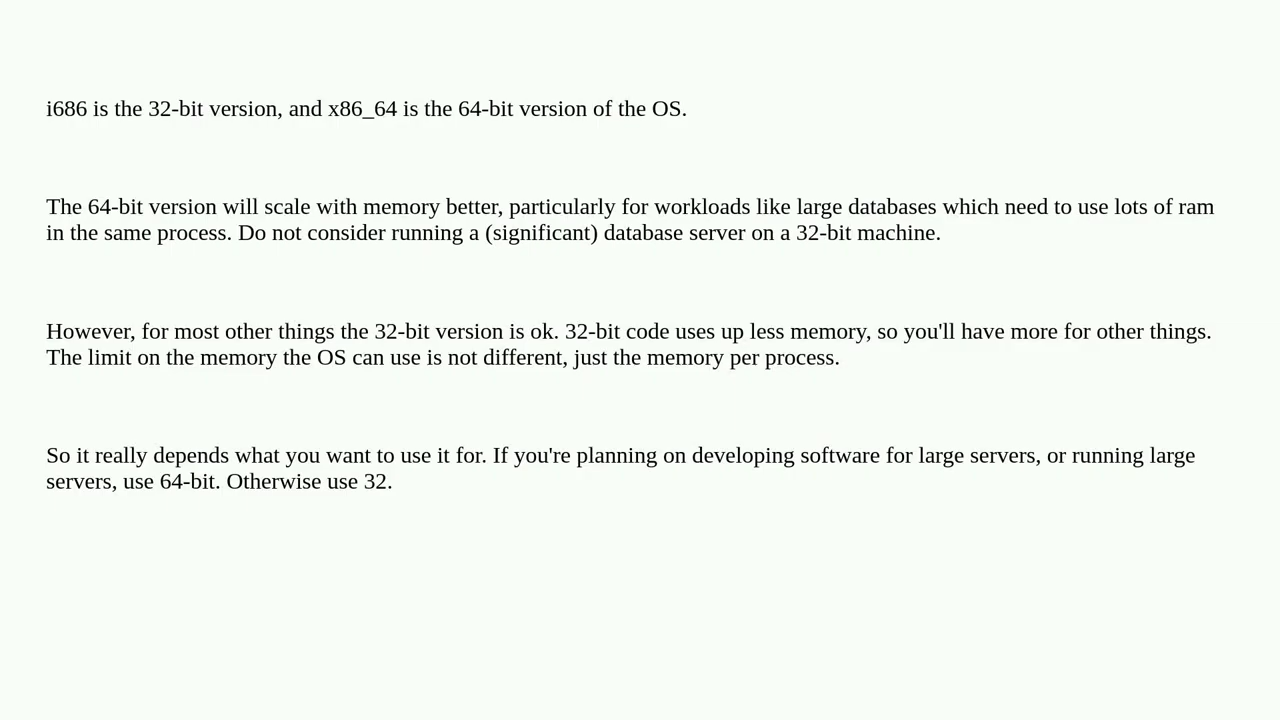 i686 is the 32-bit version, and x86_64 is the 64-bit version of the OS.
The 64-bit version will scale with memory better, particularly for workloads like large databases which need to use lots of ram
in the same process. Do not consider running a (significant) database server on a 32-bit machine.
However, for most other things the 32-bit version is ok. 32-bit code uses up less memory, so you'll have more for other things.
The limit on the memory the OS can use is not different, just the memory per process.
So it really depends what you want to use it for. If you're planning on developing software for large servers, or running large
servers, use 64-bit. Otherwise use 32.